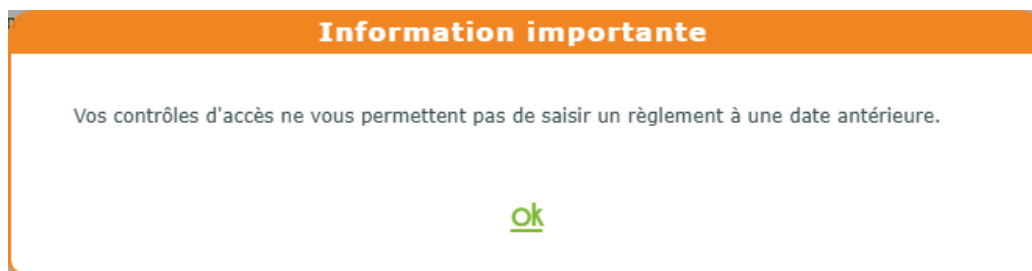 Information importante
Vos contrôles d'accès ne vous permettent pas de saisir un règlement à une date antérieure.
ok